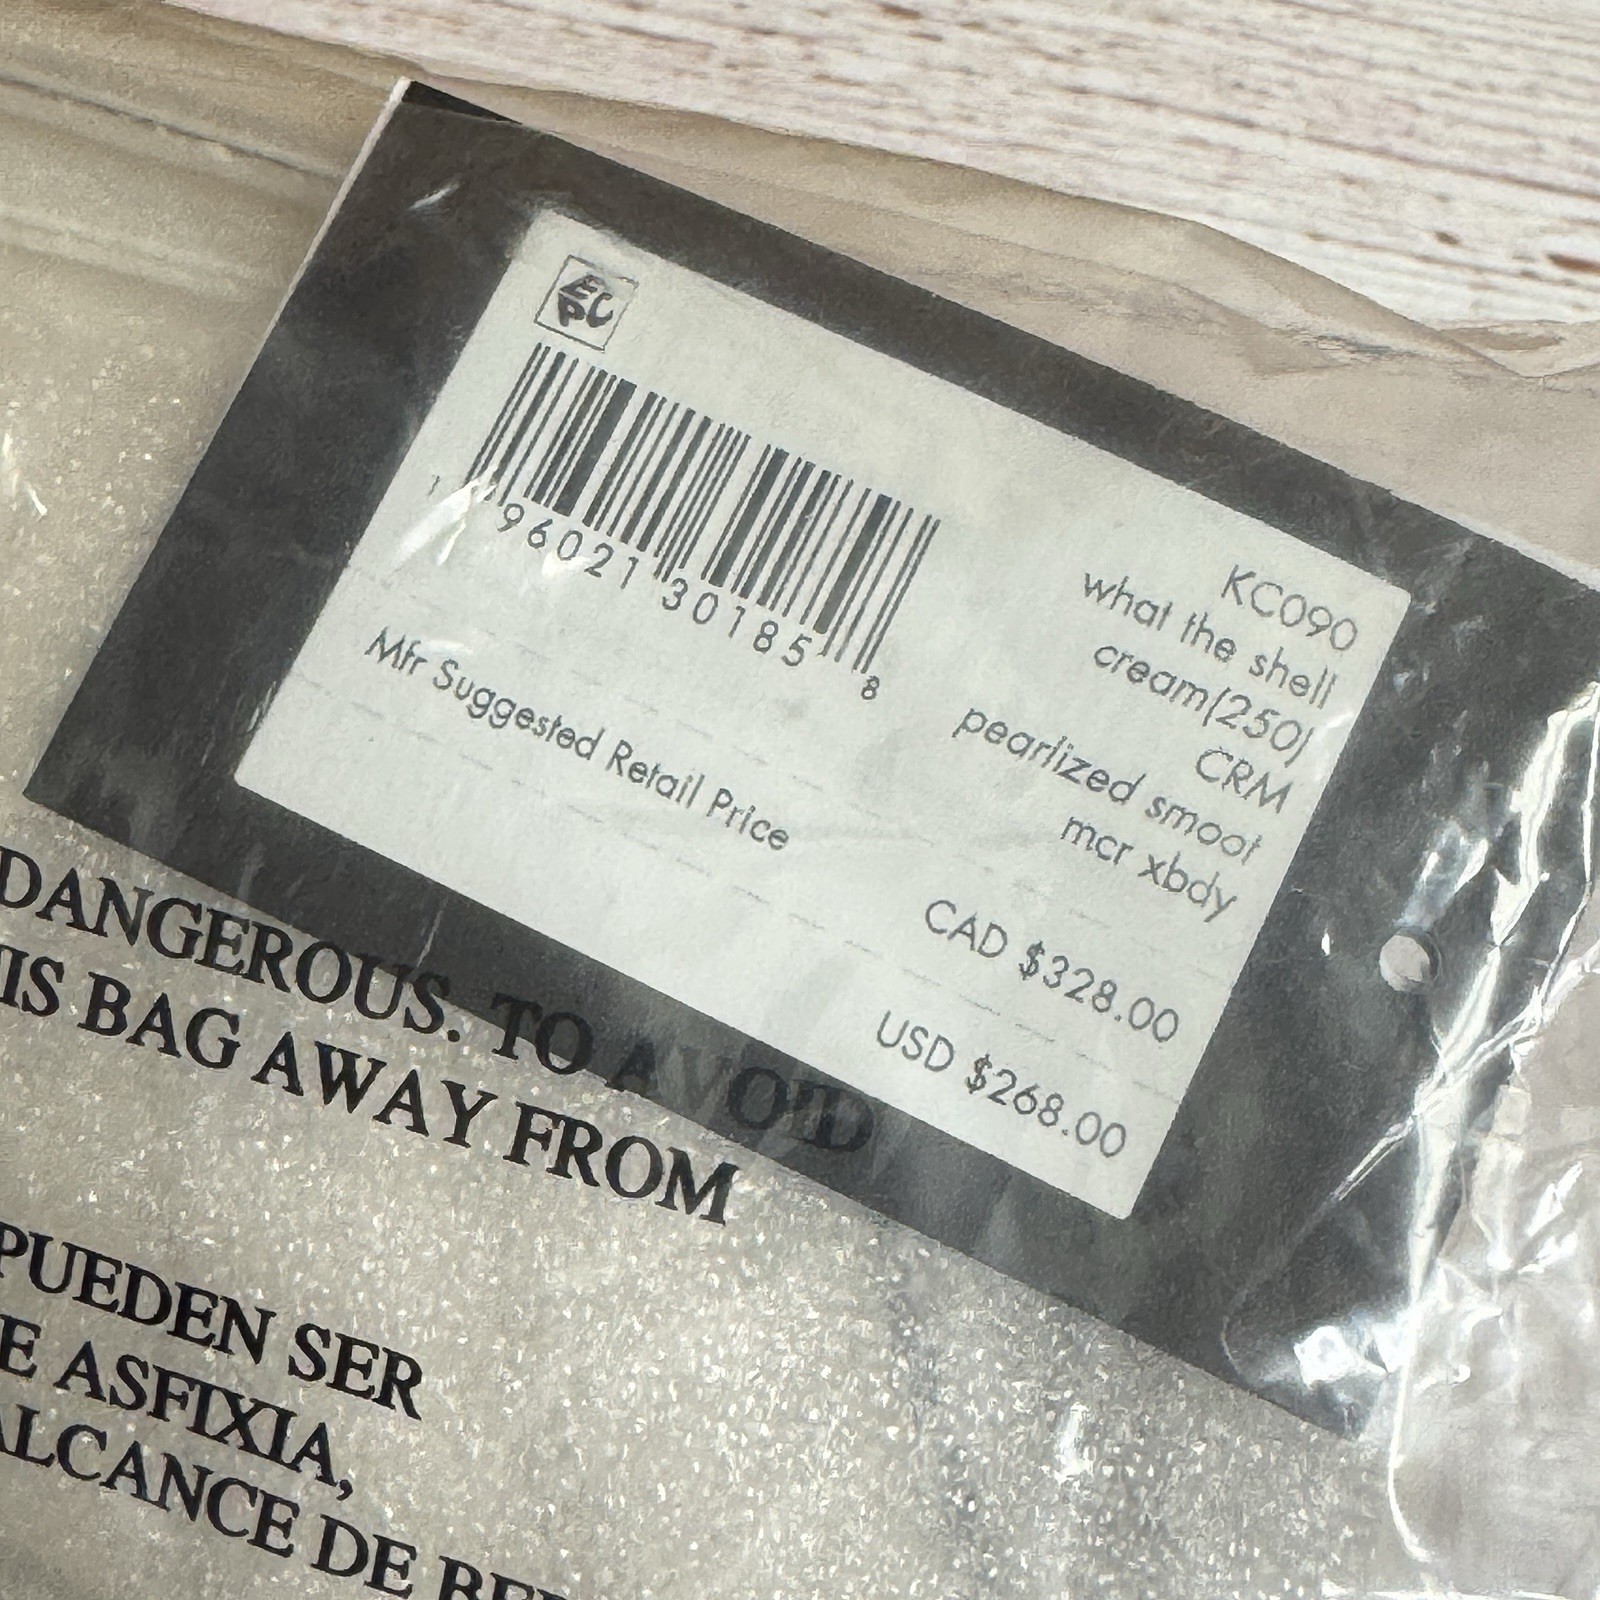 EPC
1 96021 30185 8
KC090
what the shell
cream(250)
CRM
pearlized smoot
mcr xbdy
Mfr Suggested Retail Price
CAD $328.00
USD $268.00
DANGEROUS. TO AVOID
IS BAG AWAY FROM
PUEDEN SER
E ASFIXIA,
ALCANCE DE